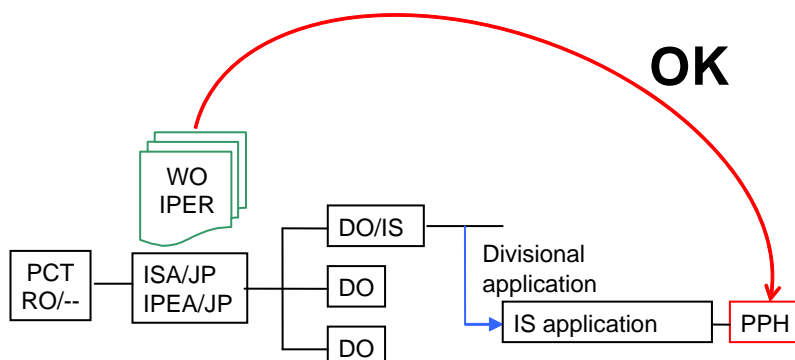 OK
WO
IPER
DO/IS
PCT
RO/--
ISA/JP
IPEA/JP
DO
DO
Divisional
application
IS application
PPH